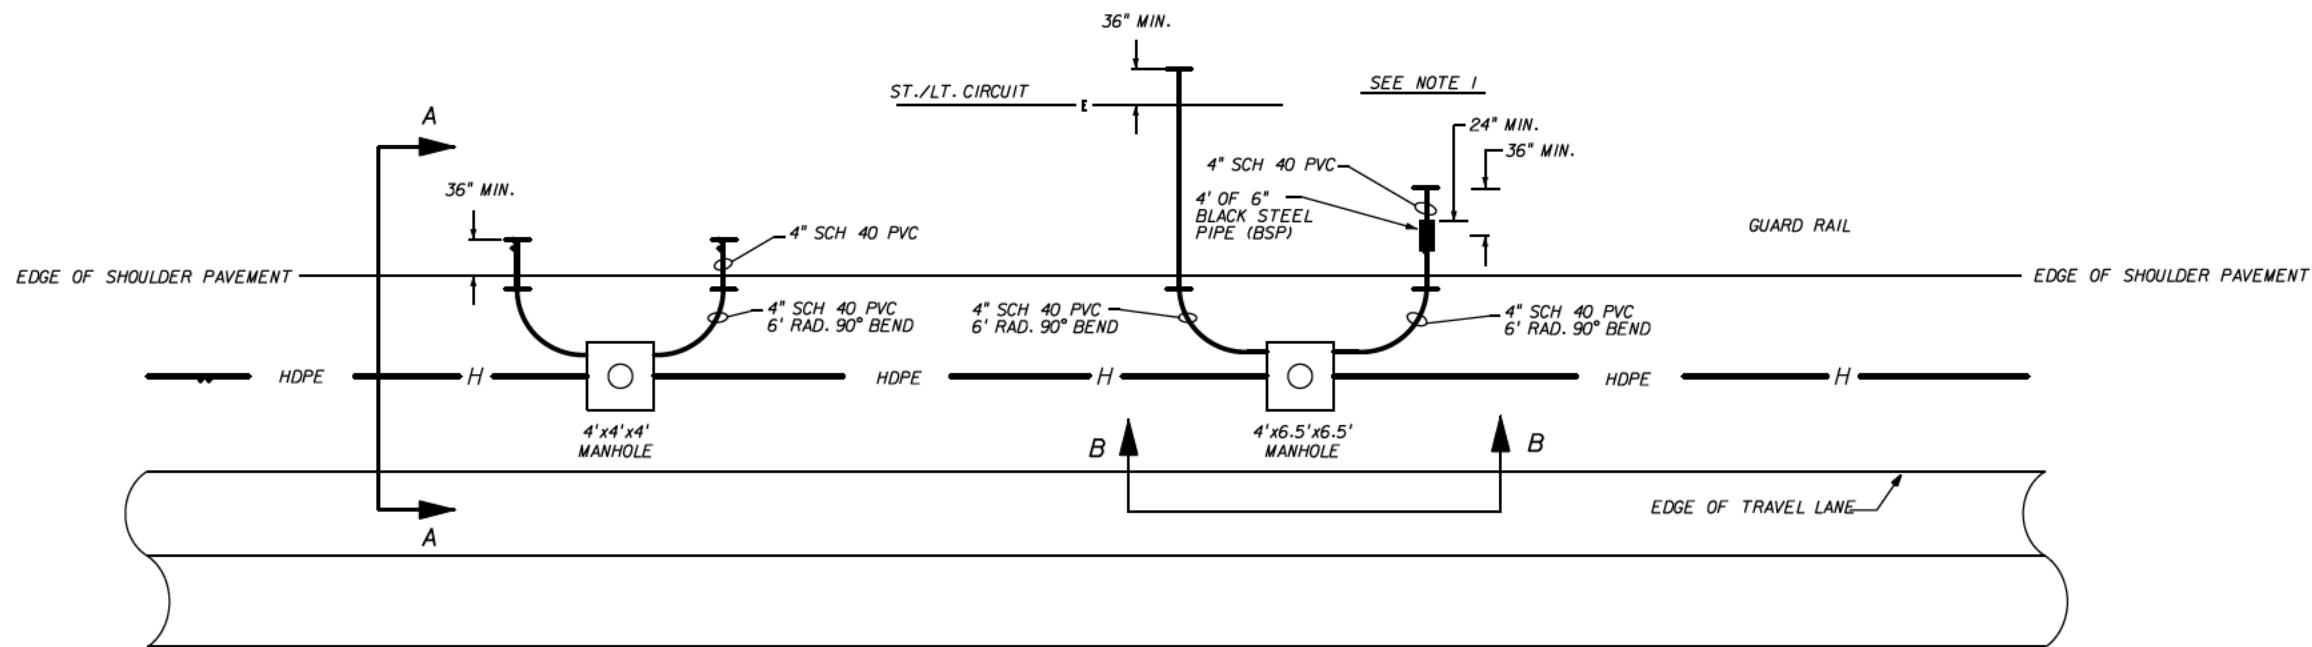 36" MIN.
ST./LT. CIRCUIT
E
SEE NOTE 1
A
24" MIN.
36" MIN.
4" SCH 40 PVC
36" MIN.
4' OF 6"
BLACK STEEL
PIPE (BSP)
GUARD RAIL
4" SCH 40 PVC
EDGE OF SHOULDER PAVEMENT
EDGE OF SHOULDER PAVEMENT
4" SCH 40 PVC
6' RAD. 90° BEND
4" SCH 40 PVC
6' RAD. 90° BEND
4" SCH 40 PVC
6' RAD. 90° BEND
HDPE
H
HDPE
H
HDPE
H
4'x4'x4'
MANHOLE
4'x6.5'x6.5'
MANHOLE
B
B
EDGE OF TRAVEL LANE
A